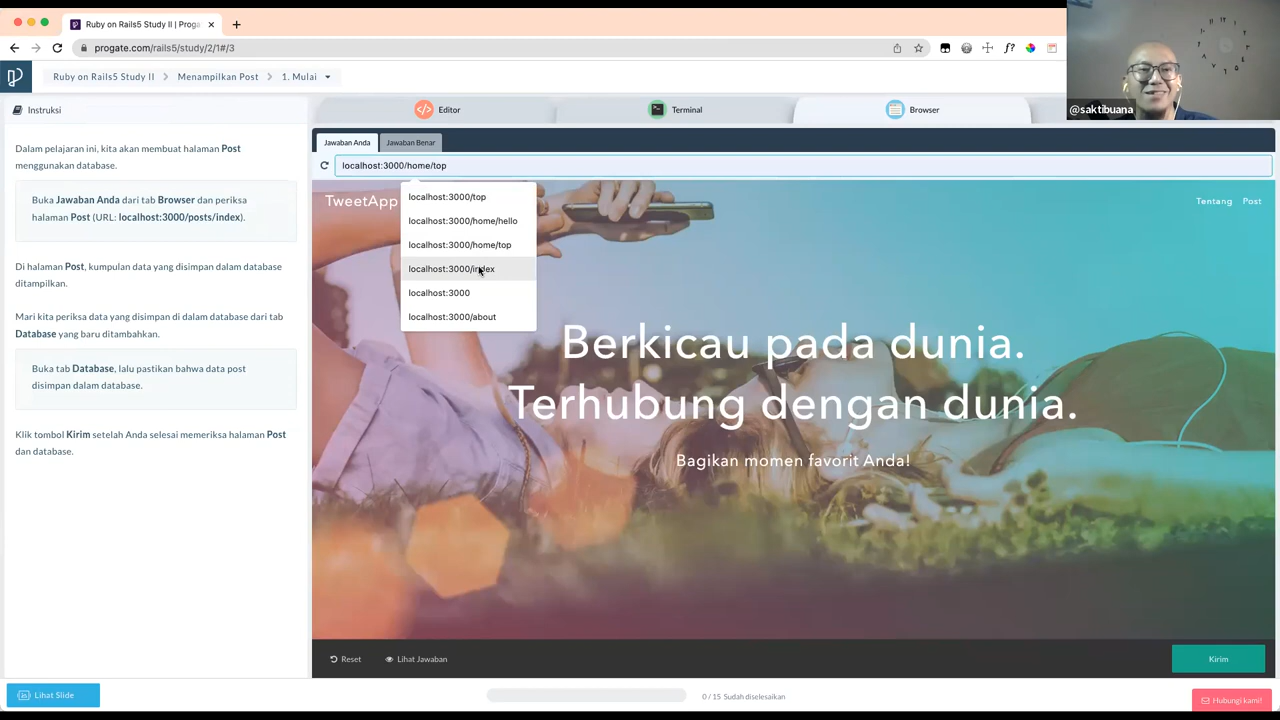 Ruby on Rails5 Study II | Proga
progate.com/rails5/study/2/1#/3
@saktibuana
Ruby on Rails5 Study II
Menampilkan Post
1. Mulai
Instruksi
Editor
Terminal
Browser
Dalam pelajaran ini, kita akan membuat halaman Post
menggunakan database.
Buka Jawaban Anda dari tab Browser dan periksa
halaman Post (URL: localhost:3000/posts/index).
Di halaman Post, kumpulan data yang disimpan dalam database
ditampilkan.
Mari kita periksa data yang disimpan di dalam database dari tab
Database yang baru ditambahkan.
Buka tab Database, lalu pastikan bahwa data post
disimpan dalam database.
Klik tombol Kirim setelah Anda selesai memeriksa halaman Post
dan database.
Jawaban Anda
Jawaban Benar
localhost:3000/home/top
localhost:3000/top
localhost:3000/home/hello
localhost:3000/home/top
localhost:3000/index
localhost:3000
localhost:3000/about
TweetApp
Tentang
Post
Berkicau pada dunia.
Terhubung dengan dunia.
Bagikan momen favorit Anda!
Reset
Lihat Jawaban
Kirim
Lihat Slide
0 / 15 Sudah diselesaikan
Hubungi kami!